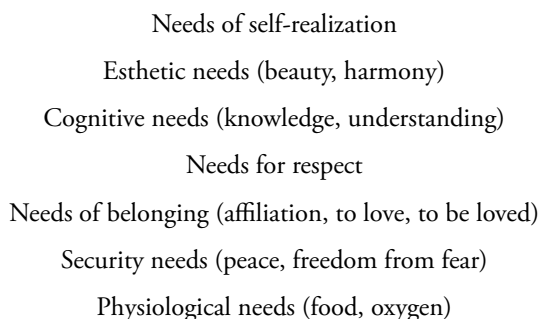 Needs of self-realization
Esthetic needs (beauty, harmony)
Cognitive needs (knowledge, understanding)
Needs for respect
Needs of belonging (affiliation, to love, to be loved)
Security needs (peace, freedom from fear)
Physiological needs (food, oxygen)